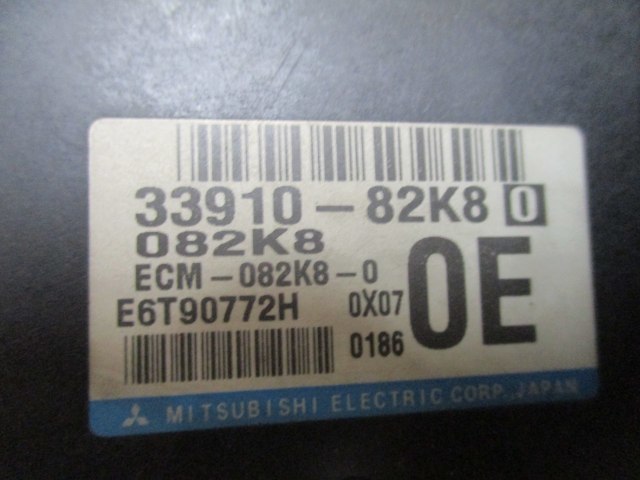 33910-82K8 0
082K8
ECM-082K8-0
E6T90772H 0X07
0186
0E
MITSUBISHI ELECTRIC CORP. JAPAN